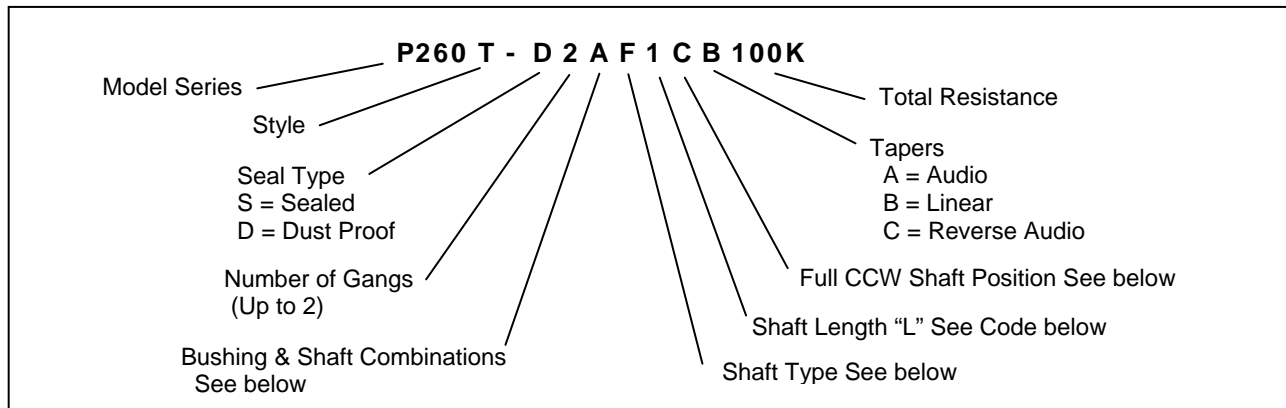 P260 T - D 2 A F 1 C B 100K
Model Series
Total Resistance
Style
Tapers
A = Audio
B = Linear
C = Reverse Audio
Seal Type
S = Sealed
D = Dust Proof
Number of Gangs
(Up to 2)
Full CCW Shaft Position See below
Shaft Length “L” See Code below
Bushing & Shaft Combinations
See below
Shaft Type See below